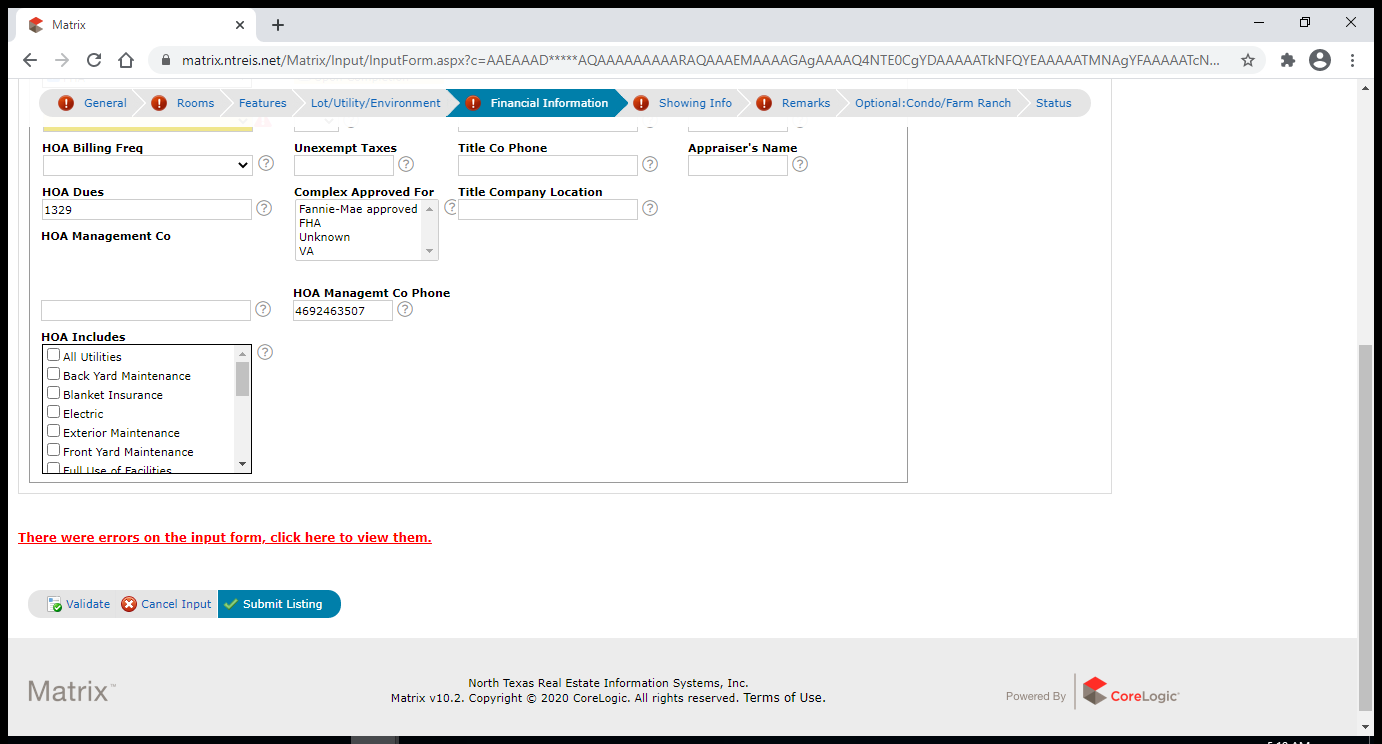 Matrix
matrix.ntreis.net/Matrix/Input/InputForm.aspx?c=AAEAAAD*****AQAAAAAAAAARAQAAAEMAAAAGAgAAAAQ4NTE0CgYDAAAAATkNFQYEAAAAATMNAgYFAAAAATcN...
General Rooms Features Lot/Utility/Environment Financial Information Showing Info Remarks Optional:Condo/Farm Ranch Status
HOA Billing Freq Unexempt Taxes Title Co Phone Appraiser's Name
HOA Dues Complex Approved For Title Company Location
1329 Fannie-Mae approved
FHA
HOA Management Co Unknown
VA
HOA Managemt Co Phone
4692463507
HOA Includes
All Utilities
Back Yard Maintenance
Blanket Insurance
Electric
Exterior Maintenance
Front Yard Maintenance
Full Use of Facilities
There were errors on the input form, click here to view them.
Validate Cancel Input Submit Listing
North Texas Real Estate Information Systems, Inc.
Matrix™ Matrix v10.2. Copyright © 2020 CoreLogic. All rights reserved. Terms of Use. Powered By CoreLogic